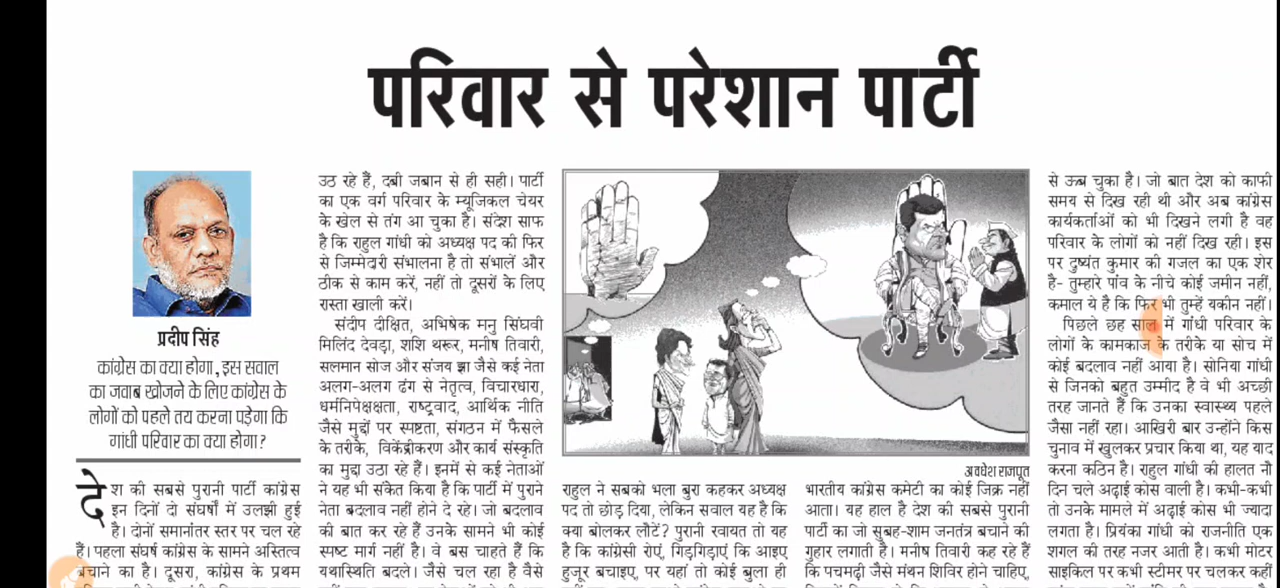 परिवार से परेशान पार्टी
प्रदीप सिंह
कांग्रेस का क्या होगा, इस सवाल
का जवाब खोजने के लिए कांग्रेस के
लोगों को पहले तय करना पड़ेगा कि
गांधी परिवार का क्या होगा?
देश की सबसे पुरानी पार्टी कांग्रेस
इन दिनों दो संघर्षों में उलझी हुई
है। दोनों समानांतर स्तर पर चल रहे
हैं। पहला संघर्ष कांग्रेस के सामने अस्तित्व
बचाने का है। दूसरा, कांग्रेस के प्रथम
उठ रहे हैं, दबी जबान से ही सही। पार्टी
का एक वर्ग परिवार के म्यूजिकल चेयर
के खेल से तंग आ चुका है। संदेश साफ
है कि राहुल गांधी को अध्यक्ष पद की फिर
से जिम्मेदारी संभालना है तो संभालें और
ठीक से काम करें, नहीं तो दूसरों के लिए
रास्ता खाली करें।
संदीप दीक्षित, अभिषेक मनु सिंघवी
मिलिंद देवड़ा, शशि थरूर, मनीष तिवारी,
सलमान सोज और संजय झा जैसे कई नेता
अलग-अलग ढंग से नेतृत्व, विचारधारा,
धर्मनिपेक्षक्षता, राष्ट्रवाद, आर्थिक नीति
जैसे मुद्दों पर स्पष्टता, संगठन में फैसले
के तरीके, विकेंद्रीकरण और कार्य संस्कृति
का मुद्दा उठा रहे हैं। इनमें से कई नेताओं
ने यह भी संकेत किया है कि पार्टी में पुराने
नेता बदलाव नहीं होने दे रहे। जो बदलाव
की बात कर रहे हैं उनके सामने भी कोई
स्पष्ट मार्ग नहीं है। वे बस चाहते हैं कि
यथास्थिति बदले। जैसे चल रहा है वैसे
अवधेश राजपूत
राहुल ने सबको भला बुरा कहकर अध्यक्ष
पद तो छोड़ दिया, लेकिन सवाल यह है कि
क्या बोलकर लौटें? पुरानी रवायत तो यह
है कि कांग्रेसी रोएं, गिड़गिड़ाएं कि आइए
हुजूर बचाइए, पर यहां तो कोई बुला ही
भारतीय कांग्रेस कमेटी का कोई जिक्र नहीं
आता। यह हाल है देश की सबसे पुरानी
पार्टी का जो सुबह-शाम जनतंत्र बचाने की
गुहार लगाती है। मनीष तिवारी कह रहे हैं
कि पचमढ़ी जैसे मंथन शिविर होने चाहिए,
से ऊब चुका है। जो बात देश को काफी
समय से दिख रही थी और अब कांग्रेस
कार्यकर्ताओं को भी दिखने लगी है वह
परिवार के लोगों को नहीं दिख रही। इस
पर दुष्यंत कुमार की गजल का एक शेर
है- तुम्हारे पांव के नीचे कोई जमीन नहीं,
कमाल ये है कि फिर भी तुम्हें यकीन नहीं।
पिछले छह साल में गांधी परिवार के
लोगों के कामकाज के तरीके या सोच में
कोई बदलाव नहीं आया है। सोनिया गांधी
से जिनको बहुत उम्मीद है वे भी अच्छी
तरह जानते हैं कि उनका स्वास्थ्य पहले
जैसा नहीं रहा। आखिरी बार उन्होंने किस
चुनाव में खुलकर प्रचार किया था, यह याद
करना कठिन है। राहुल गांधी की हालत नौ
दिन चले अढ़ाई कोस वाली है। कभी-कभी
तो उनके मामले में अढ़ाई कोस भी ज्यादा
लगता है। प्रियंका गांधी को राजनीति एक
शगल की तरह नजर आती है। कभी मोटर
साइकिल पर कभी स्टीमर पर चलकर कहीं